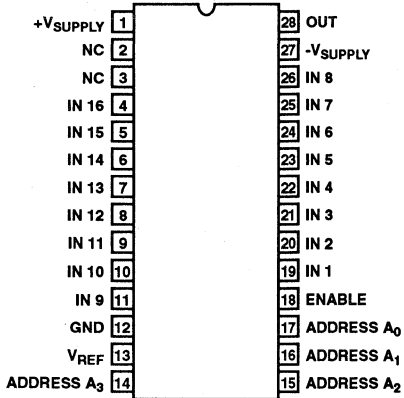 +VSUPPLY 1 28 OUT
NC 2 27 -VSUPPLY
NC 3 26 IN 8
IN 16 4 25 IN 7
IN 15 5 24 IN 6
IN 14 6 23 IN 5
IN 13 7 22 IN 4
IN 12 8 21 IN 3
IN 11 9 20 IN 2
IN 10 10 19 IN 1
IN 9 11 18 ENABLE
GND 12 17 ADDRESS A0
VREF 13 16 ADDRESS A1
ADDRESS A3 14 15 ADDRESS A2